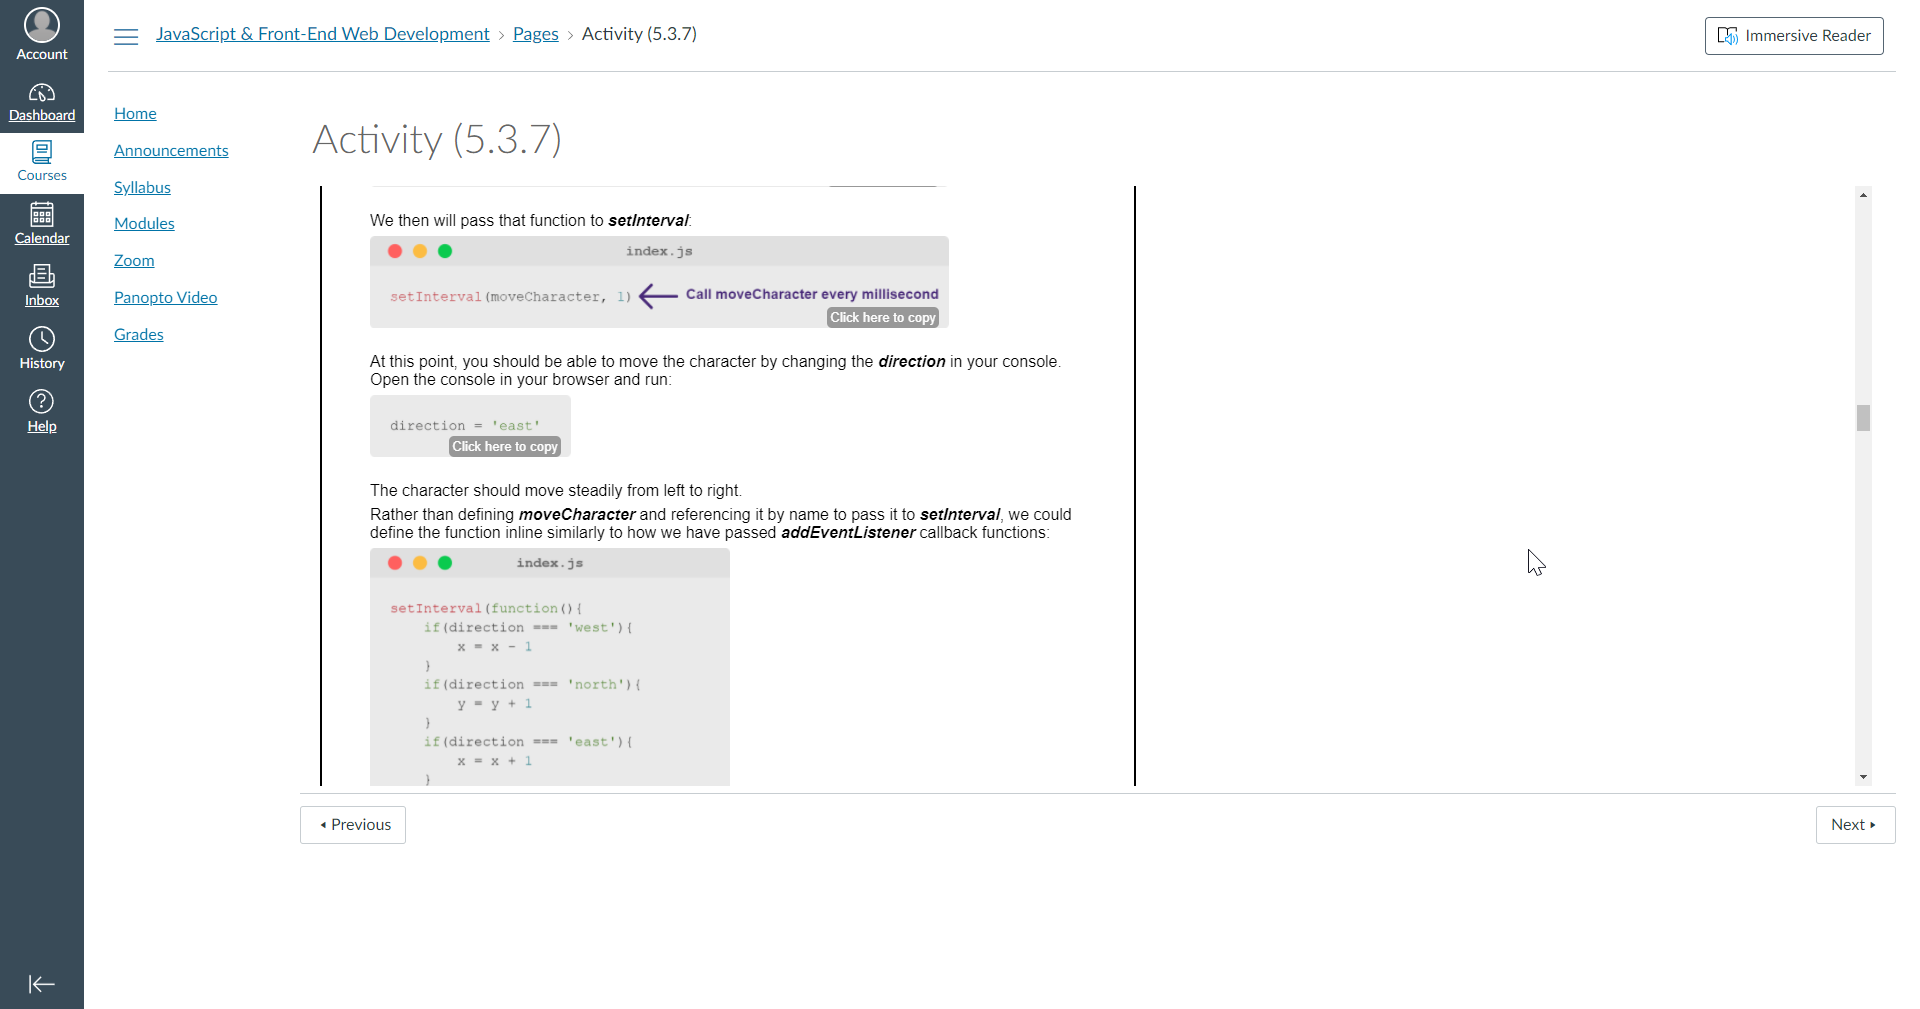 Account
Dashboard
Courses
Calendar
Inbox
History
Help
JavaScript & Front-End Web Development › Pages › Activity (5.3.7)
Immersive Reader
Home
Announcements
Syllabus
Modules
Zoom
Panopto Video
Grades
Activity (5.3.7)
We then will pass that function to setInterval:
index.js
setInterval(moveCharacter, 1) Call moveCharacter every millisecond
Click here to copy
At this point, you should be able to move the character by changing the direction in your console.
Open the console in your browser and run:
direction = 'east'
Click here to copy
The character should move steadily from left to right.
Rather than defining moveCharacter and referencing it by name to pass it to setInterval, we could
define the function inline similarly to how we have passed addEventListener callback functions:
index.js
setInterval(function(){
if(direction === 'west'){
x = x - 1
}
if(direction === 'north'){
y = y + 1
}
if(direction === 'east'){
x = x + 1
}
Previous
Next